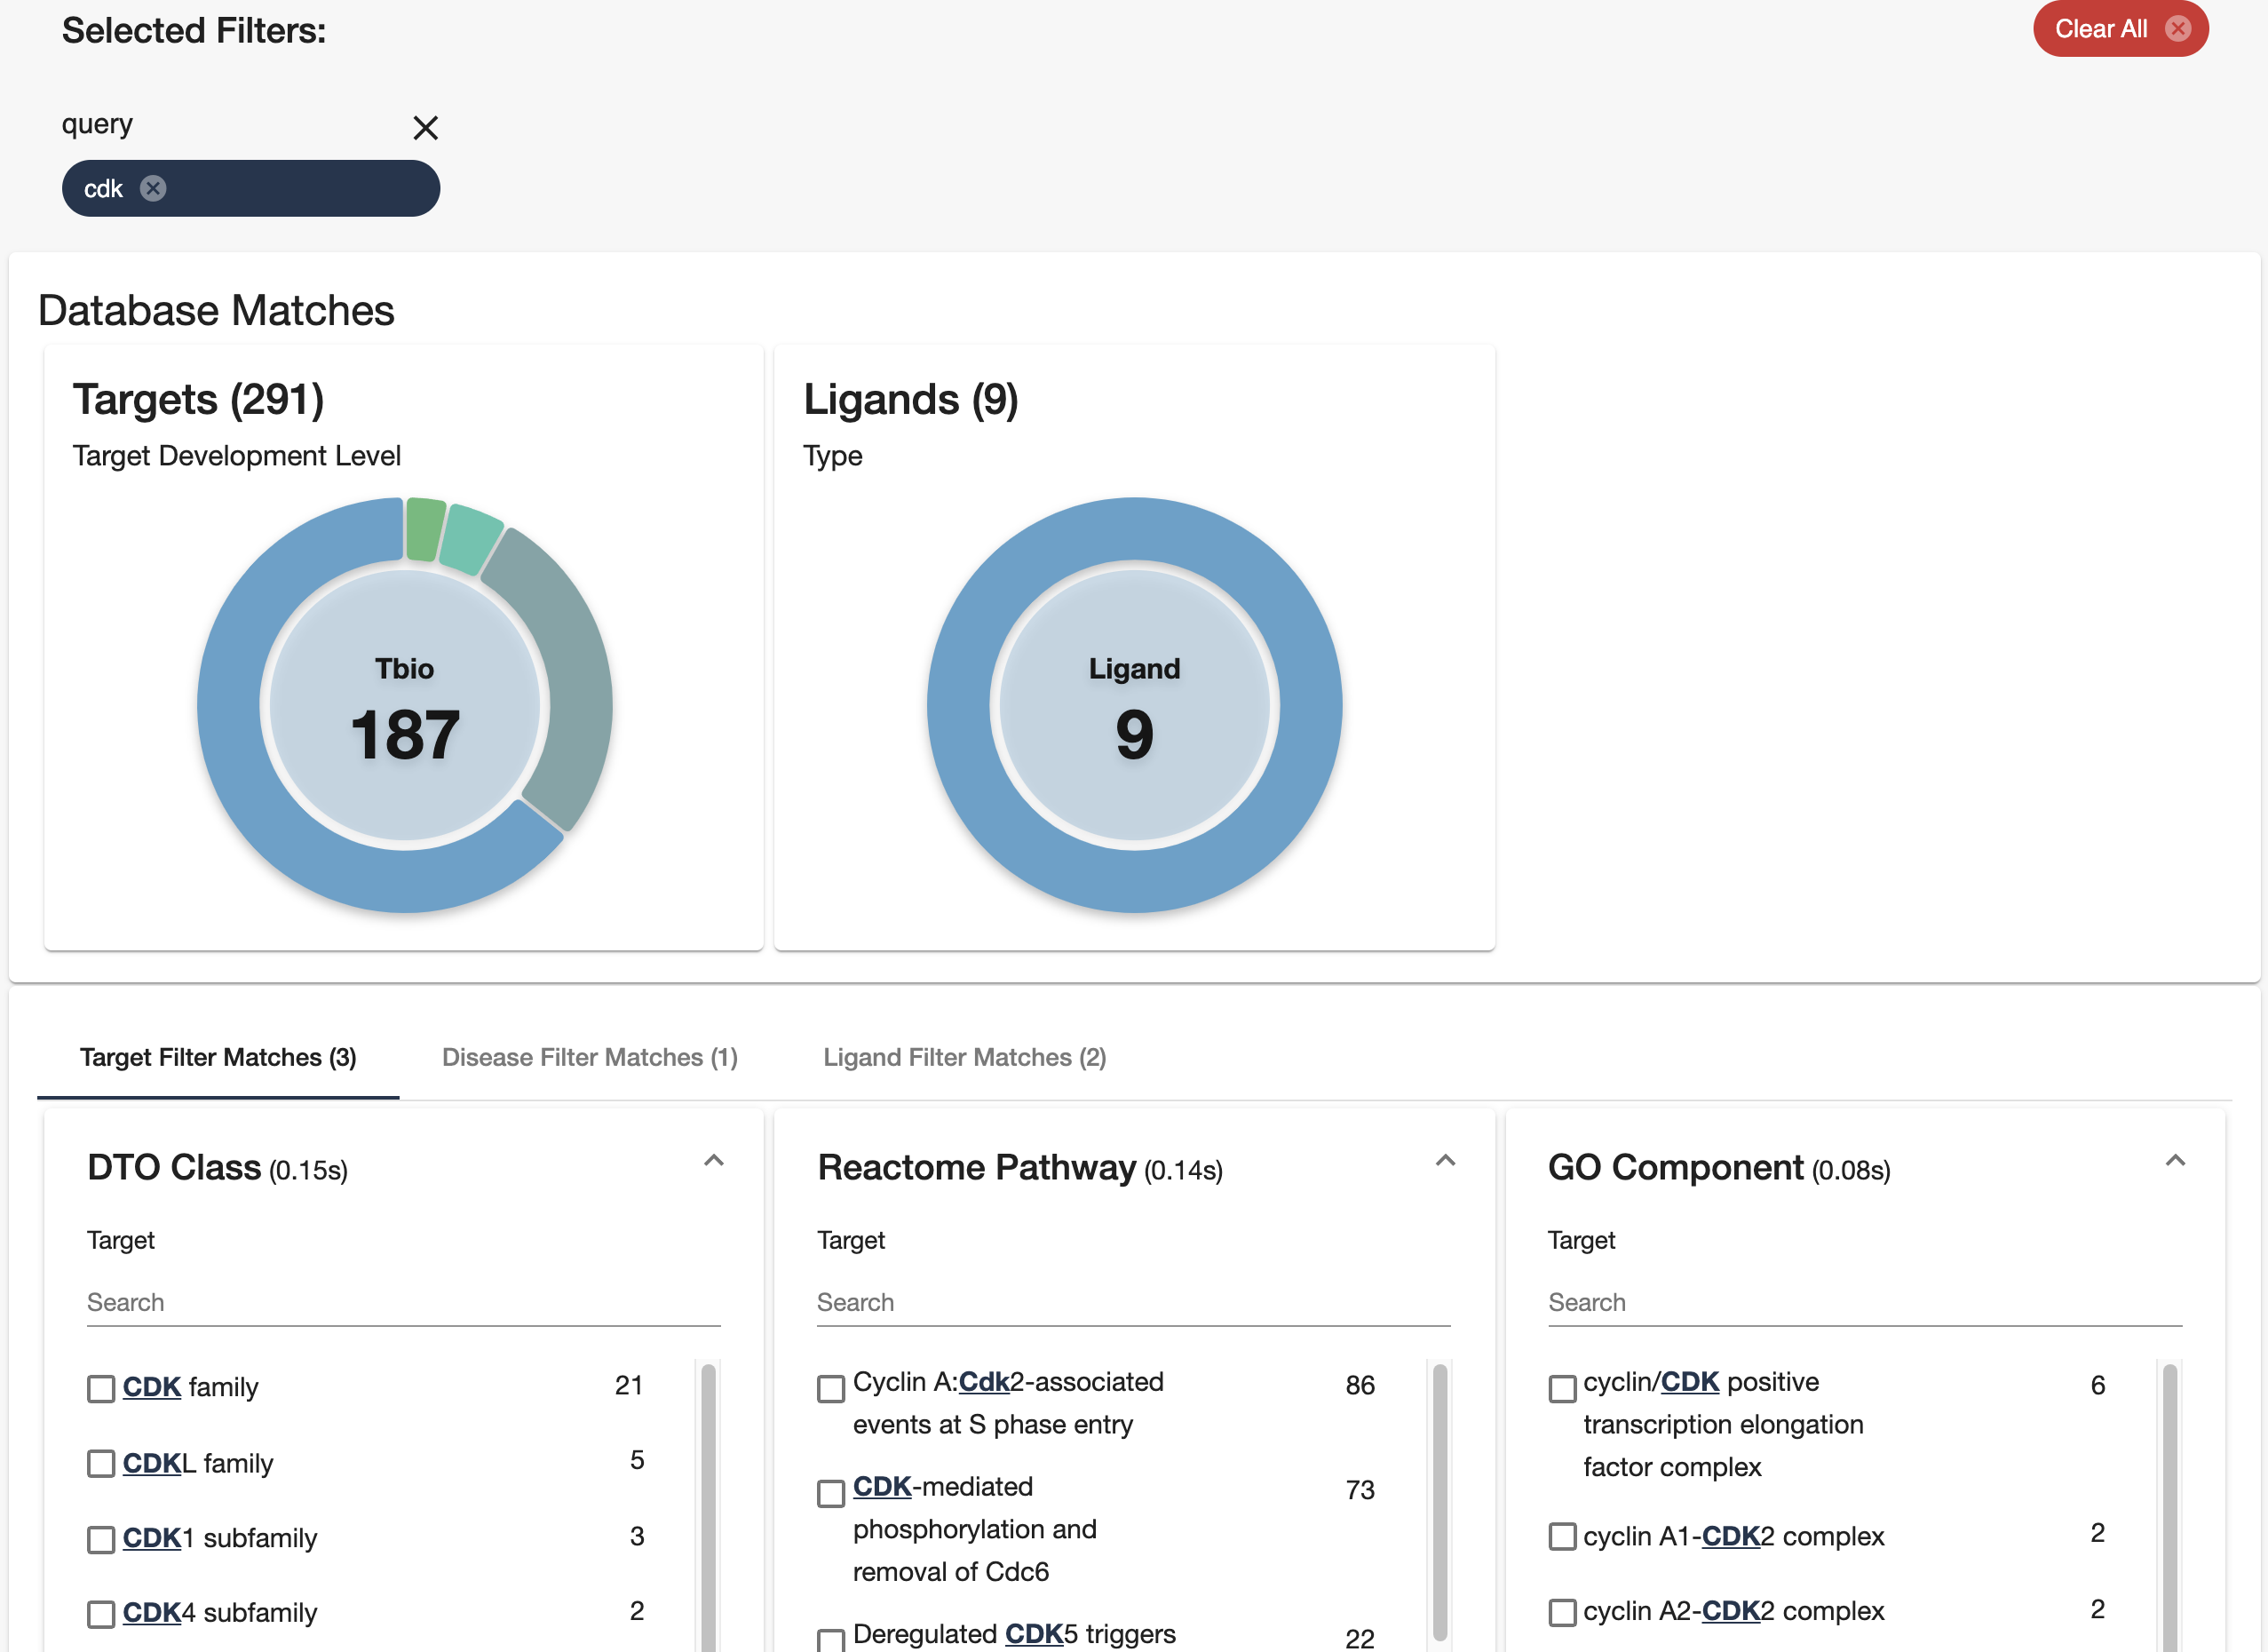 Selected Filters:
Clear All
query
cdk
Database Matches
Targets (291)
Target Development Level
Tbio
187
Ligands (9)
Type
Ligand
9
Target Filter Matches (3)
Disease Filter Matches (1)
Ligand Filter Matches (2)
DTO Class (0.15s)
Target
Search
CDK family 21
CDKL family 5
CDK1 subfamily 3
CDK4 subfamily 2
Reactome Pathway (0.14s)
Target
Search
Cyclin A:Cdk2-associated 86
events at S phase entry
CDK-mediated 73
phosphorylation and
removal of Cdc6
Deregulated CDK5 triggers 22
GO Component (0.08s)
Target
Search
cyclin/CDK positive 6
transcription elongation
factor complex
cyclin A1-CDK2 complex 2
cyclin A2-CDK2 complex 2